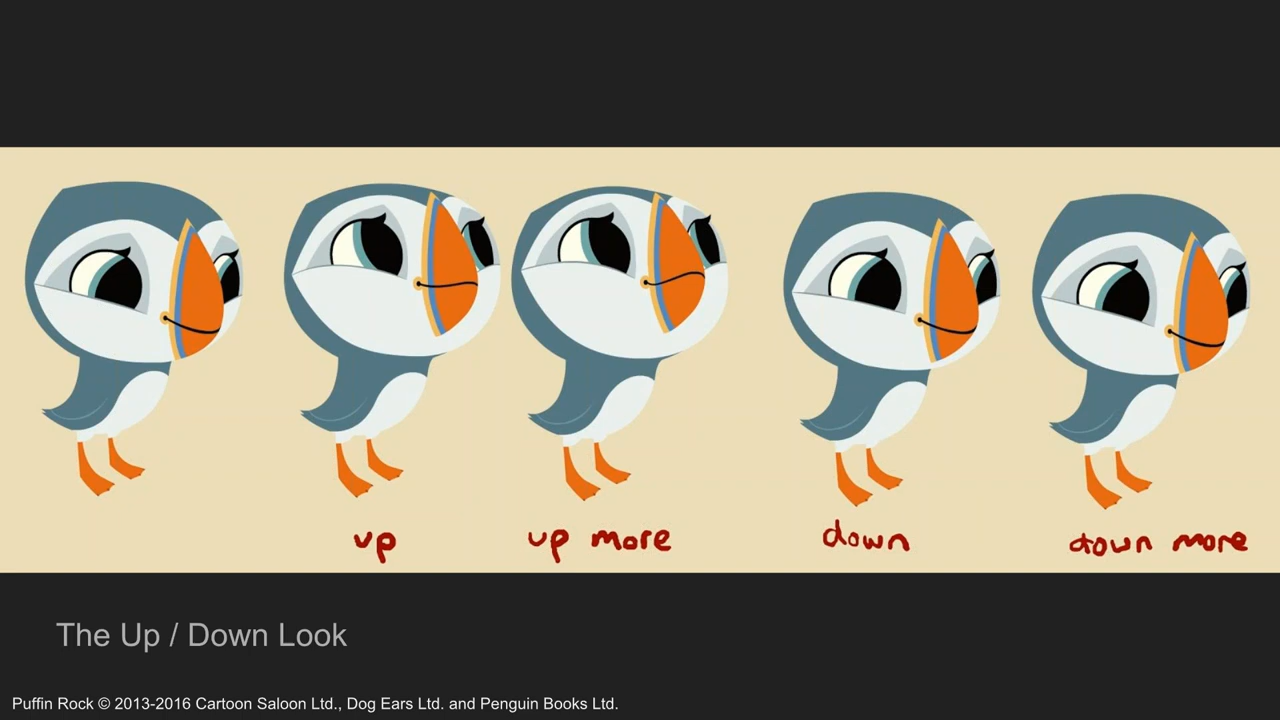 up
up more
down
down more
The Up / Down Look
Puffin Rock © 2013-2016 Cartoon Saloon Ltd., Dog Ears Ltd. and Penguin Books Ltd.